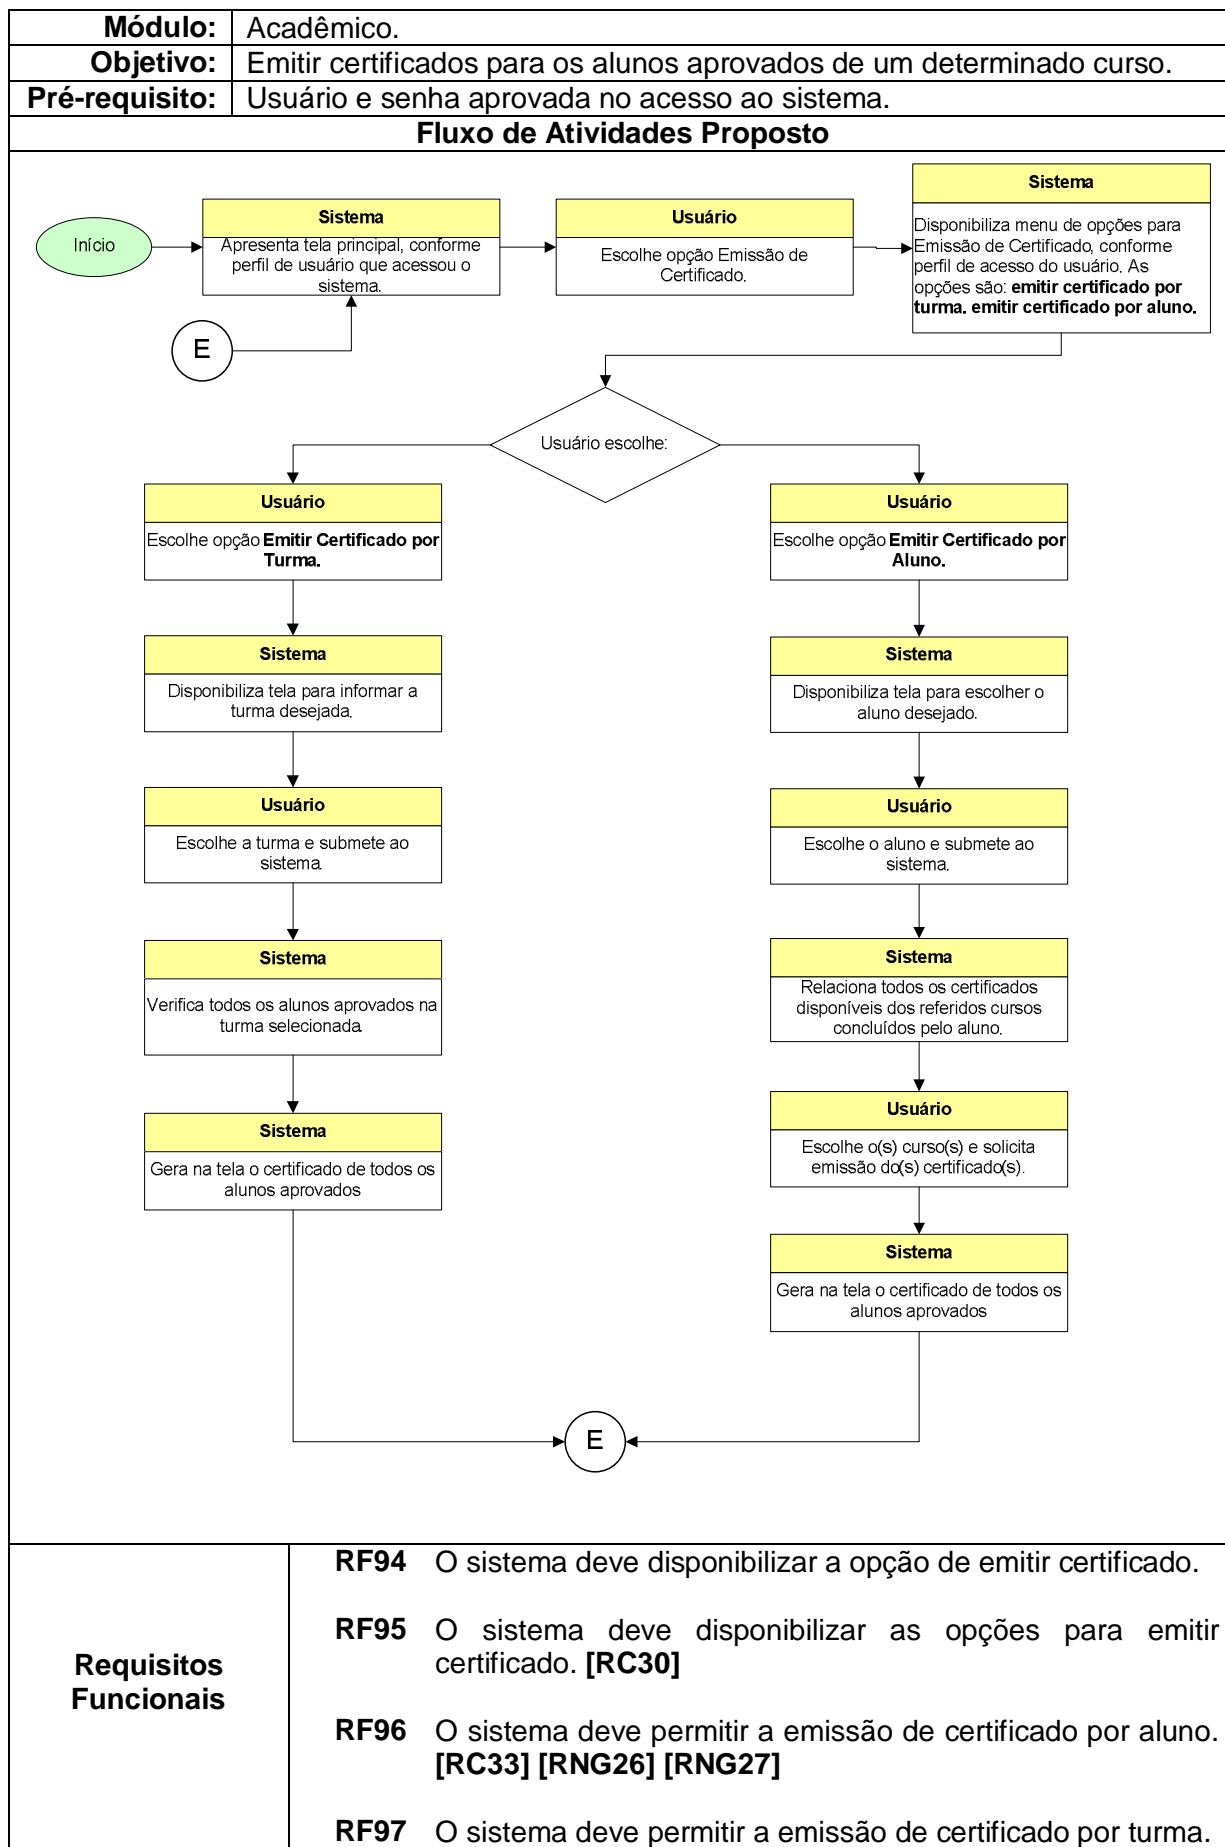 Módulo: Acadêmico.
Objetivo: Emitir certificados para os alunos aprovados de um determinado curso.
Pré-requisito: Usuário e senha aprovada no acesso ao sistema.
Fluxo de Atividades Proposto
Início
Sistema
Apresenta tela principal, conforme
perfil de usuário que acessou o
sistema.
Usuário
Escolhe opção Emissão de
Certificado.
Sistema
Disponibiliza menu de opções para
Emissão de Certificado, conforme
perfil de acesso do usuário. As
opções são: emitir certificado por
turma, emitir certificado por aluno.
E
Usuário escolhe:
Usuário
Escolhe opção Emitir Certificado por
Turma.
Sistema
Disponibiliza tela para informar a
turma desejada.
Usuário
Escolhe a turma e submete ao
sistema
Sistema
Verifica todos os alunos aprovados na
turma selecionada
Sistema
Gera na tela o certificado de todos os
alunos aprovados
Usuário
Escolhe opção Emitir Certificado por
Aluno.
Sistema
Disponibiliza tela para escolher o
aluno desejado.
Usuário
Escolhe o aluno e submete ao
sistema.
Sistema
Relaciona todos os certificados
disponíveis dos referidos cursos
concluídos pelo aluno.
Usuário
Escolhe o(s) curso(s) e solicita
emissão do(s) certificado(s).
Sistema
Gera na tela o certificado de todos os
alunos aprovados
E
Requisitos
Funcionais
RF94 O sistema deve disponibilizar a opção de emitir certificado.
RF95 O sistema deve disponibilizar as opções para emitir
certificado. [RC30]
RF96 O sistema deve permitir a emissão de certificado por aluno.
[RC33] [RNG26] [RNG27]
RF97 O sistema deve permitir a emissão de certificado por turma.